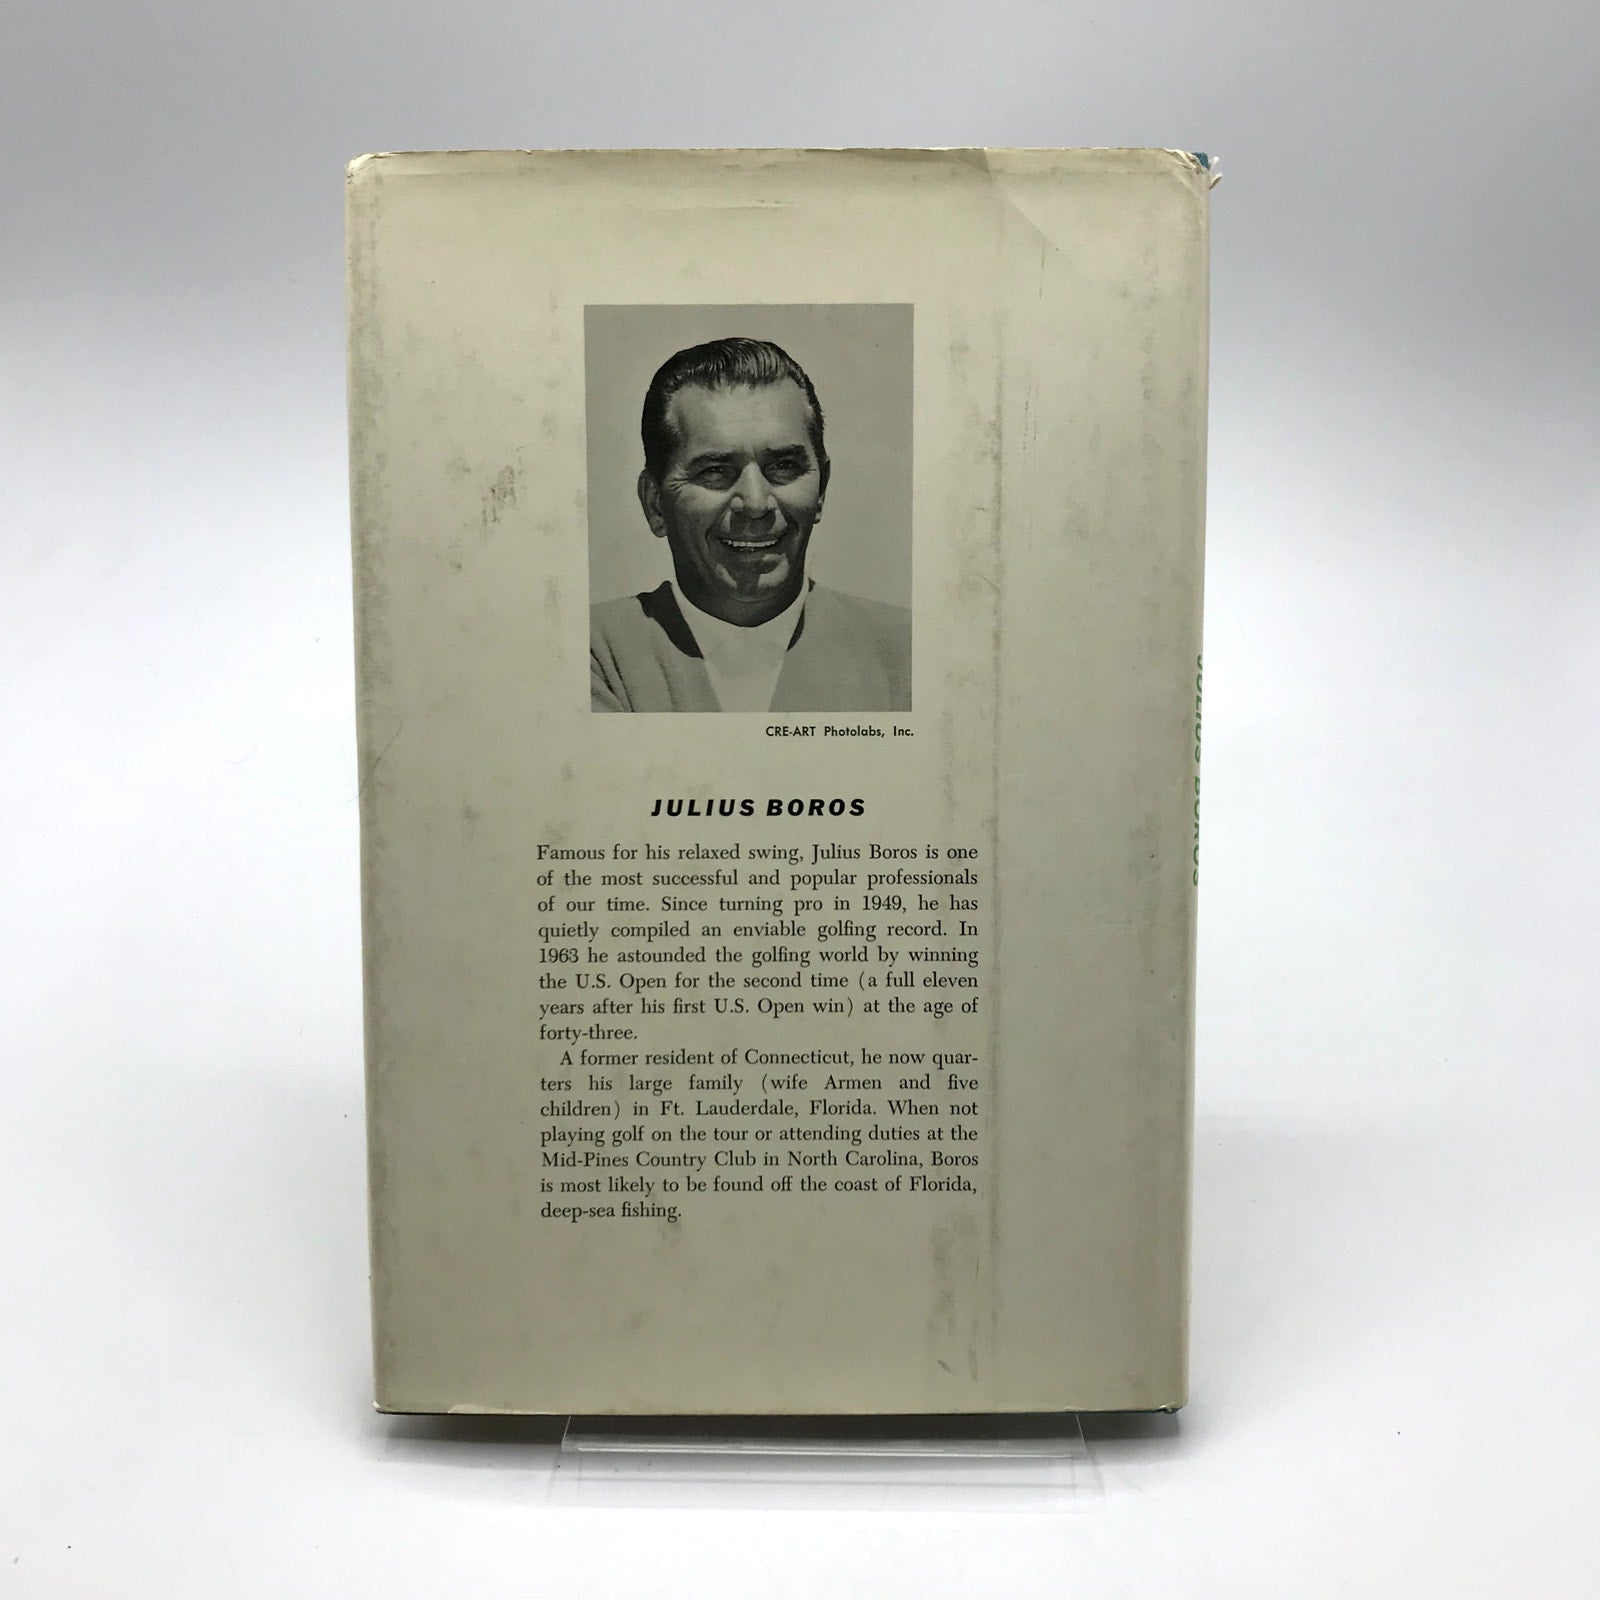 CRE-ART Photolabs, Inc.
JULIUS BOROS
Famous for his relaxed swing, Julius Boros is one
of the most successful and popular professionals
of our time. Since turning pro in 1949, he has
quietly compiled an enviable golfing record. In
1963 he astounded the golfing world by winning
the U.S. Open for the second time (a full eleven
years after his first U.S. Open win) at the age of
forty-three.
A former resident of Connecticut, he now quar-
ters his large family (wife Armen and five
children) in Ft. Lauderdale, Florida. When not
playing golf on the tour or attending duties at the
Mid-Pines Country Club in North Carolina, Boros
is most likely to be found off the coast of Florida,
deep-sea fishing.
JULIUS BOROS